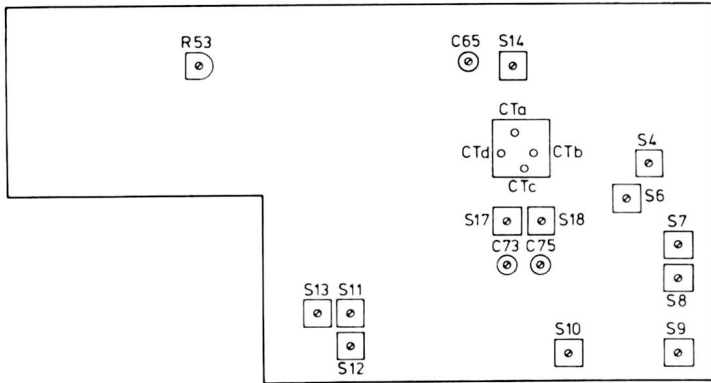 R53
C65 S14
CTa
CTd CTb
CTc
S4
S6
S17 S18
S7
C73 C75
S8
S13 S11
S12
S10 S9